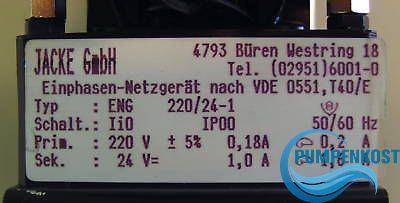 JACKE GmbH
4793 Büren Westring 18
Tel. (02951)6001-0
Einphasen-Netzgerät nach VDE 0551,T40/E
Typ : ENG 220/24-1
Schalt.: IiO IP00 50/60 Hz
Prim. : 220 V ± 5% 0,18A 0,2 A
Sek. : 24 V= 1,0 A 1,6 A
PUMPENKOST